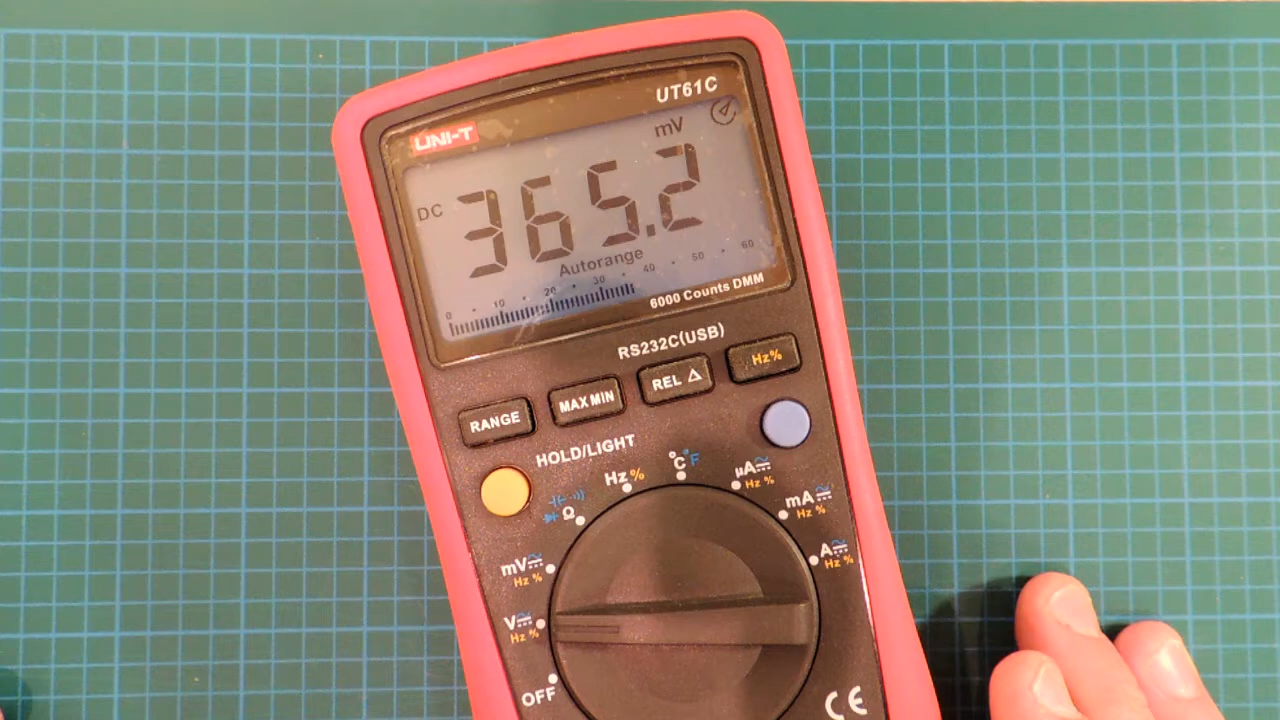 UT61C
UNI-T
mV
DC 365.2
Autorange
0 10 20 30 40 50 60
6000 Counts DMM
RS232C(USB)
RANGE MAX MIN REL Δ Hz%
HOLD/LIGHT
Hz% °C °F µA Hz %
Ω mA Hz %
mV Hz % A Hz %
V Hz %
OFF CE